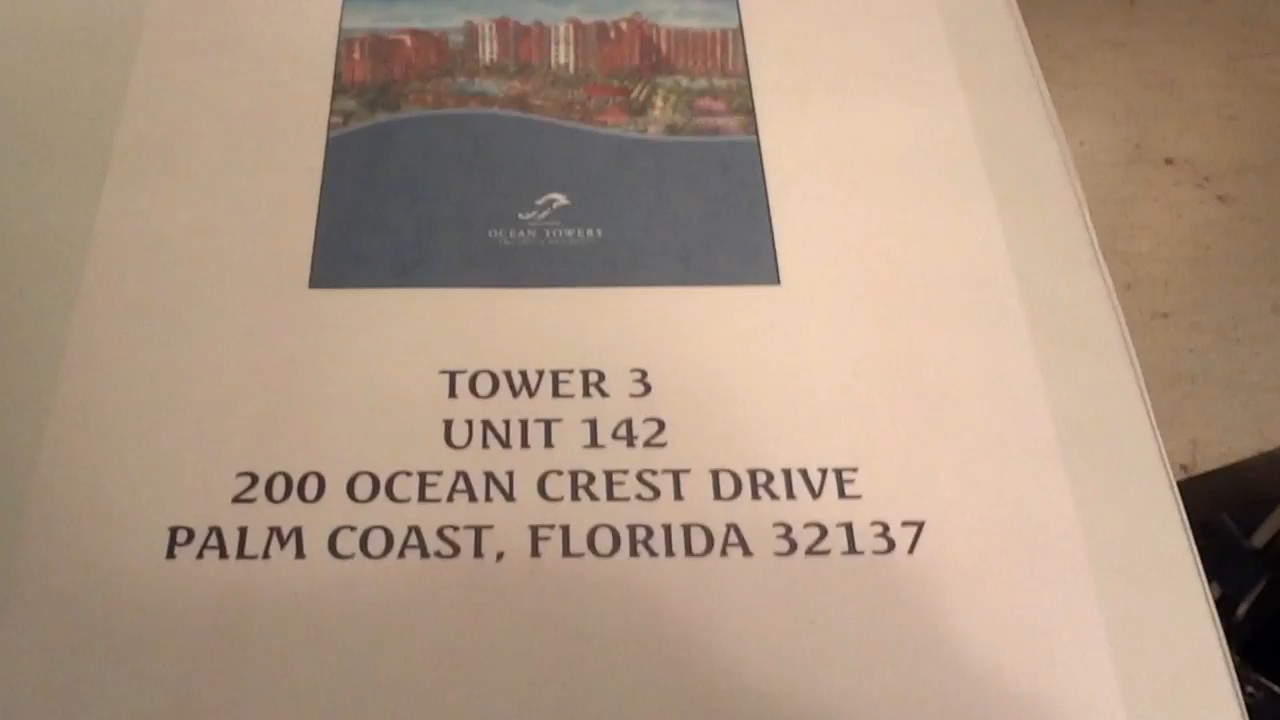 OCEAN TOWERS
TOWER 3
UNIT 142
200 OCEAN CREST DRIVE
PALM COAST, FLORIDA 32137